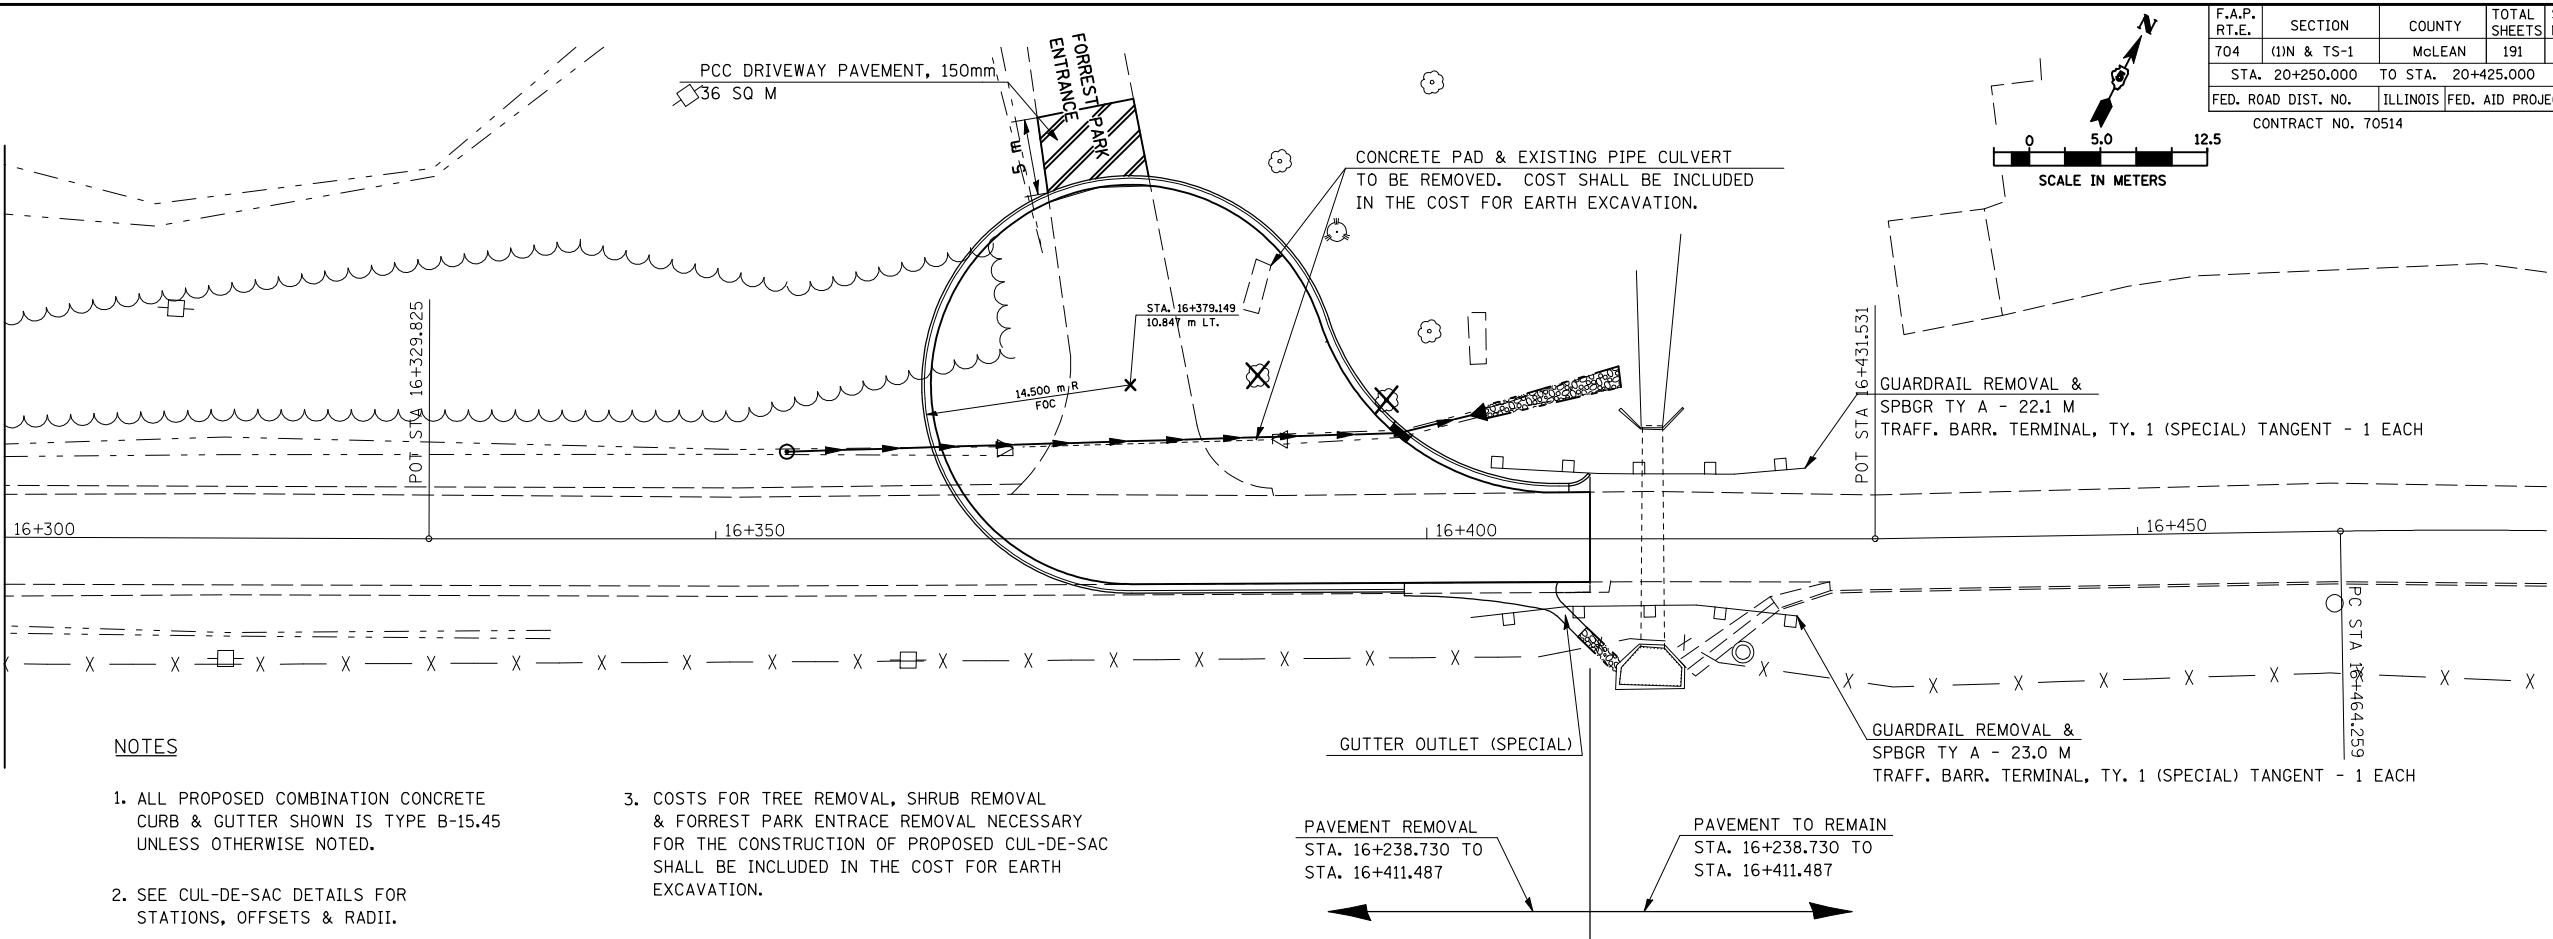 F.A.P. RT.E. SECTION COUNTY TOTAL SHEETS
704 (1)N & TS-1 McLEAN 191
STA. 20+250.000 TO STA. 20+425.000
FED. ROAD DIST. NO. ILLINOIS FED. AID
CONTRACT NO. 70514
N
0 5.0 12.5
SCALE IN METERS
PCC DRIVEWAY PAVEMENT, 150mm
36 SQ M
FORREST PARK
ENTRANCE
5 m
CONCRETE PAD & EXISTING PIPE CULVERT
TO BE REMOVED. COST SHALL BE INCLUDED
IN THE COST FOR EARTH EXCAVATION.
STA. 16+379.149
10.847 m LT.
14.500 m R
FOC
POT STA 16+329.825
POT STA 16+431.531
GUARDRAIL REMOVAL &
SPBGR TY A - 22.1 M
TRAFF. BARR. TERMINAL, TY. 1 (SPECIAL) TANGENT - 1 EACH
16+300
16+350
16+400
16+450
PC STA 16+464.259
GUTTER OUTLET (SPECIAL)
GUARDRAIL REMOVAL &
SPBGR TY A - 23.0 M
TRAFF. BARR. TERMINAL, TY. 1 (SPECIAL) TANGENT - 1 EACH
NOTES
1. ALL PROPOSED COMBINATION CONCRETE
CURB & GUTTER SHOWN IS TYPE B-15.45
UNLESS OTHERWISE NOTED.
2. SEE CUL-DE-SAC DETAILS FOR
STATIONS, OFFSETS & RADII.
3. COSTS FOR TREE REMOVAL, SHRUB REMOVAL
& FORREST PARK ENTRACE REMOVAL NECESSARY
FOR THE CONSTRUCTION OF PROPOSED CUL-DE-SAC
SHALL BE INCLUDED IN THE COST FOR EARTH
EXCAVATION.
PAVEMENT REMOVAL
STA. 16+238.730 TO
STA. 16+411.487
PAVEMENT TO REMAIN
STA. 16+238.730 TO
STA. 16+411.487